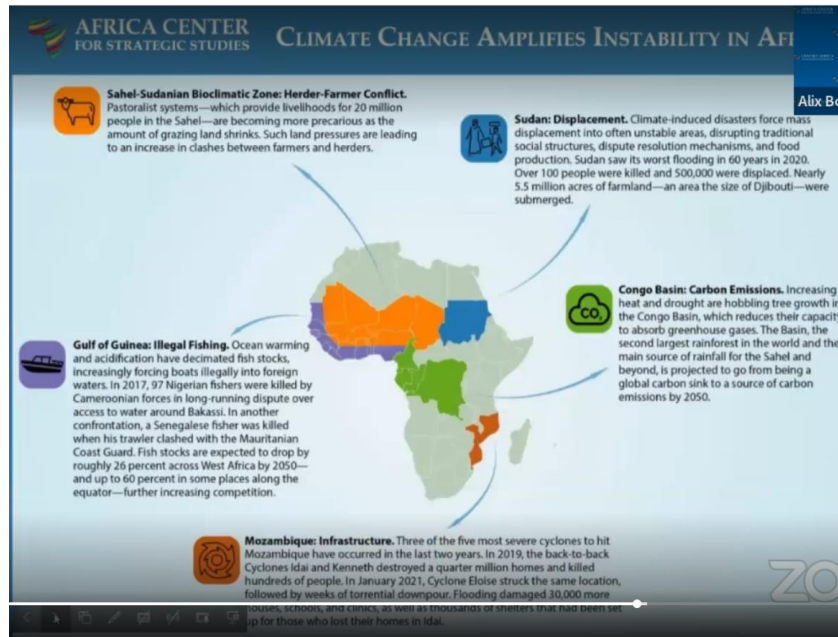 AFRICA CENTER
FOR STRATEGIC STUDIES
CLIMATE CHANGE AMPLIFIES INSTABILITY IN
Alix
Sahel-Sudanian Bioclimatic Zone: Herder-Farmer Conflict.
Pastoralist systems—which provide livelihoods for 20 million
people in the Sahel—are becoming more precarious as the
amount of grazing land shrinks. Such land pressures are leading
to an increase in clashes between farmers and herders.
Sudan: Displacement. Climate-induced disasters force mass
displacement into often unstable areas, disrupting traditional
social structures, dispute resolution mechanisms, and food
production. Sudan saw its worst flooding in 60 years in 2020.
Over 100 people were killed and 500,000 were displaced. Nearly
5.5 million acres of farmland—an area the size of Djibouti—were
submerged.
Congo Basin: Carbon Emissions. Increasing
heat and drought are hobbling tree growth in
the Congo Basin, which reduces their capacity
to absorb greenhouse gases. The Basin, the
second largest rainforest in the world and the
main source of rainfall for the Sahel and
beyond, is projected to go from being a
global carbon sink to a source of carbon
emissions by 2050.
CO₂
Gulf of Guinea: Illegal Fishing. Ocean warming
and acidification have decimated fish stocks,
increasingly forcing boats illegally into foreign
waters. In 2017, 97 Nigerian fishers were killed by
Cameroonian forces in long-running dispute over
access to water around Bakassi. In another
confrontation, a Senegalese fisher was killed
when his trawler clashed with the Mauritanian
Coast Guard. Fish stocks are expected to drop by
roughly 26 percent across West Africa by 2050—
and up to 60 percent in some places along the
equator—further increasing competition.
Mozambique: Infrastructure. Three of the five most severe cyclones to hit
Mozambique have occurred in the last two years. In 2019, the back-to-back
Cyclones Idai and Kenneth destroyed a quarter million homes and killed
hundreds of people. In January 2021, Cyclone Eloise struck the same location,
followed by weeks of torrential downpour. Flooding damaged 30,000 more
houses, schools, and clinics, as well as thousands of shelters that had been set
up for those who lost their homes in Idai.